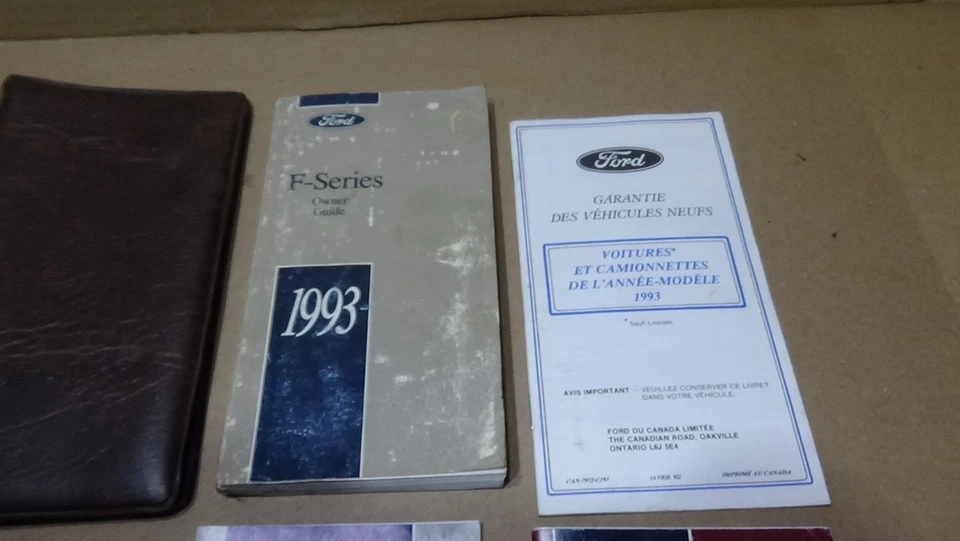 Ford
F-Series
Owner
Guide
1993
Ford
GARANTIE
DES VÉHICULES NEUFS
VOITURES*
ET CAMIONNETTES
DE L'ANNÉE-MODÈLE
1993
* Sauf Lincoln
AVIS IMPORTANT – VEUILLEZ CONSERVER CE LIVRET
DANS VOTRE VÉHICULE.
FORD DU CANADA LIMITÉE
THE CANADIAN ROAD, OAKVILLE
ONTARIO L6J 5E4
IMPRIMÉ AU CANADA